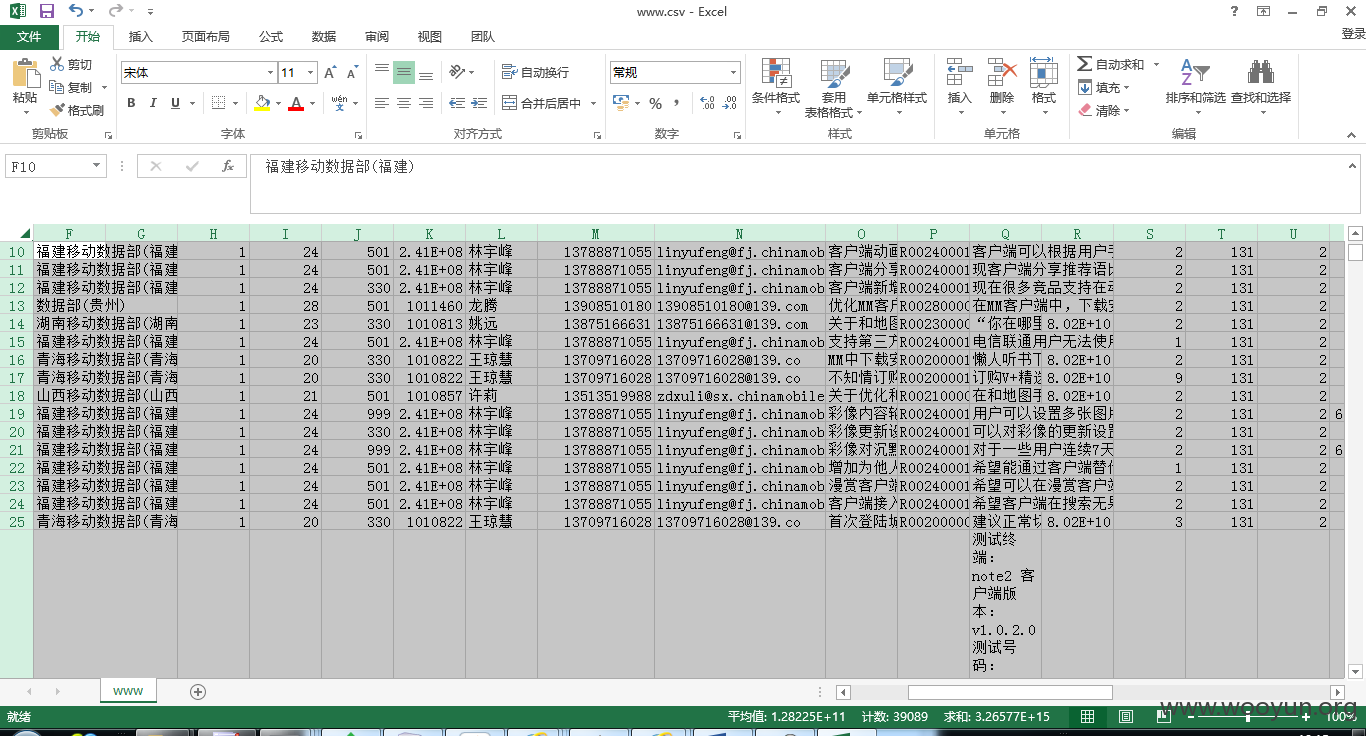 www.csv - Excel
文件 开始 插入 页面布局 公式 数据 审阅 视图 团队 登录
粘贴 剪切 复制 格式刷 剪贴板
宋体 11 B I U A wén 字体
自动换行 合并后居中 对齐方式
常规 % , 数字
条件格式 套用 表格格式 单元格样式 样式
插入 删除 格式 单元格
自动求和 填充 清除 排序和筛选 查找和选择 编辑
F10 fx 福建移动数据部(福建)
F G H I J K L M N O P Q R S T U
10 福建移动数据部(福建 1 24 501 2.41E+08 林宇峰 13788871055 linyufeng@fj.chinamob 客户端动画 R00240001 客户端可以根据用户手 2 131 2
11 福建移动数据部(福建 1 24 501 2.41E+08 林宇峰 13788871055 linyufeng@fj.chinamob 客户端分享 R00240001 现客户端分享推荐语比 2 131 2
12 福建移动数据部(福建 1 24 330 2.41E+08 林宇峰 13788871055 linyufeng@fj.chinamob 客户端新增 R00240001 现在很多竞品支持在动 2 131 2
13 数据部(贵州) 1 28 501 1011460 龙腾 13908510180 13908510180@139.com 优化MM客户 R00280000 在MM客户端中，下载完 2 131 2
14 湖南移动数据部(湖南 1 23 330 1010813 姚远 13875166631 13875166631@139.com 关于和地图 R00230000 “你在哪里 8.02E+10 2 131 2
15 福建移动数据部(福建 1 24 501 2.41E+08 林宇峰 13788871055 linyufeng@fj.chinamob 支持第三方 R00240001 电信联通用户无法使用 1 131 2
16 青海移动数据部(青海 1 20 330 1010822 王琼慧 13709716028 13709716028@139.co MM中下载安 R00200001 懒人听书下 8.02E+10 2 131 2
17 青海移动数据部(青海 1 20 330 1010822 王琼慧 13709716028 13709716028@139.co 不知情订购 R00200001 订购V+精选 8.02E+10 9 131 2
18 山西移动数据部(山西 1 21 501 1010857 许莉 13513519988 zdxuli@sx.chinamobile 关于优化和 R00210000 在和地图手 8.02E+10 2 131 2
19 福建移动数据部(福建 1 24 999 2.41E+08 林宇峰 13788871055 linyufeng@fj.chinamob 彩像内容轮 R00240001 用户可以设置多张图片 2 131 2 6
20 福建移动数据部(福建 1 24 330 2.41E+08 林宇峰 13788871055 linyufeng@fj.chinamob 彩像更新设 R00240001 可以对彩像的更新设置 2 131 2
21 福建移动数据部(福建 1 24 999 2.41E+08 林宇峰 13788871055 linyufeng@fj.chinamob 彩像对沉默 R00240001 对于一些用户连续7天 2 131 2 6
22 福建移动数据部(福建 1 24 501 2.41E+08 林宇峰 13788871055 linyufeng@fj.chinamob 增加为他人 R00240001 希望能通过客户端替他 1 131 2
23 福建移动数据部(福建 1 24 501 2.41E+08 林宇峰 13788871055 linyufeng@fj.chinamob 漫赏客户端 R00240001 希望可以在漫赏客户端 2 131 2
24 福建移动数据部(福建 1 24 501 2.41E+08 林宇峰 13788871055 linyufeng@fj.chinamob 客户端接入 R00240001 希望客户端在搜索无果 2 131 2
25 青海移动数据部(青海 1 20 330 1010822 王琼慧 13709716028 13709716028@139.co 首次登陆城 R00200000 建议正常切 8.02E+10 3 131 2
测试终
端：
note2 客
户端版
本：
v1.0.2.0
测试号
码：
www
就绪 平均值: 1.28225E+11 计数: 39089 求和: 3.26577E+15 100%
www.wooyun.org